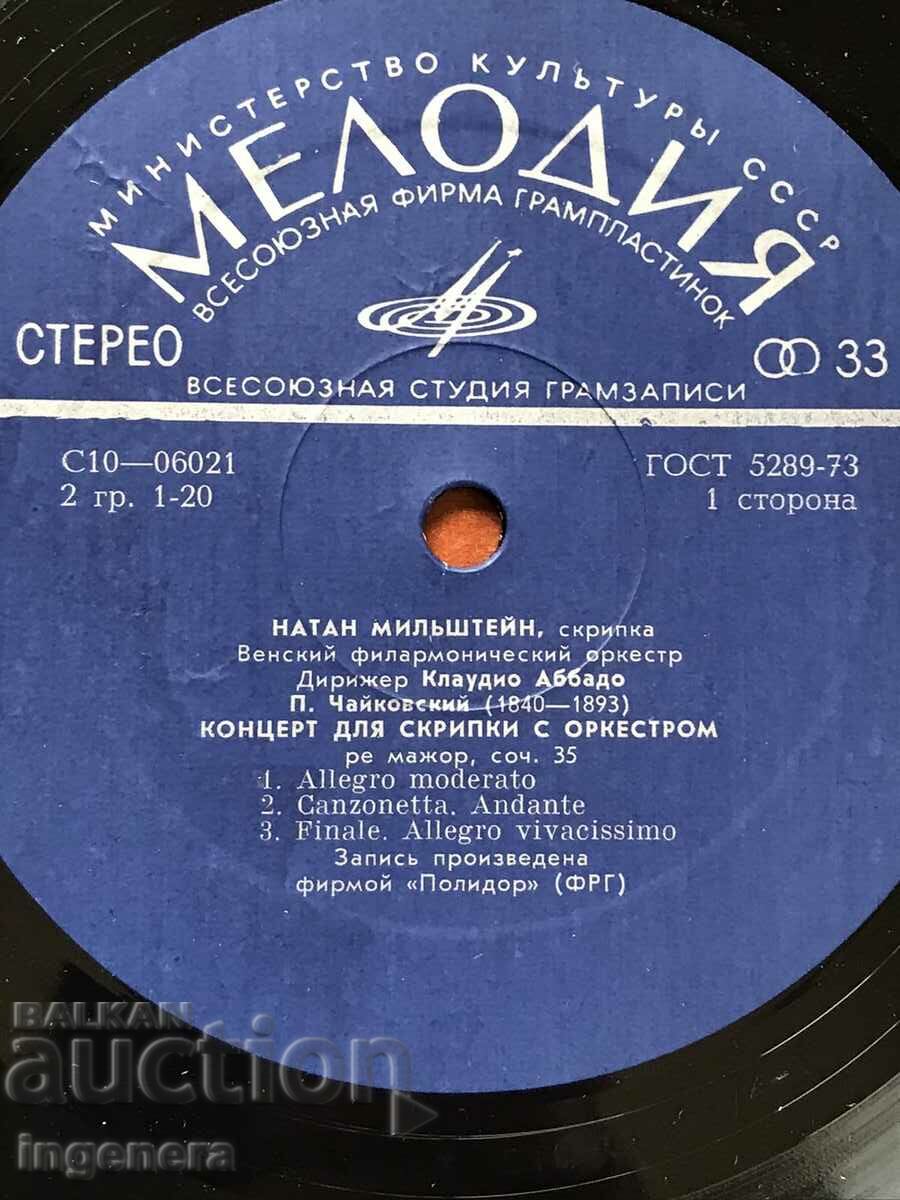 МИНИСТЕРСТВО КУЛЬТУРЫ СССР
МЕЛОДИЯ
ВСЕСОЮЗНАЯ ФИРМА ГРАМПЛАСТИНОК
СТЕРЕО
33
ВСЕСОЮЗНАЯ СТУДИЯ ГРАМЗАПИСИ
С10—06021
ГОСТ 5289-73
2 гр. 1-20
1 сторона
НАТАН МИЛЬШТЕЙН, скрипка
Венский филармонический оркестр
Дирижер Клаудио Аббадо
П. Чайковский (1840—1893)
КОНЦЕРТ ДЛЯ СКРИПКИ С ОРКЕСТРОМ
ре мажор, соч. 35
1. Allegro moderato
2. Canzonetta. Andante
3. Finale. Allegro vivacissimo
Запись произведена
фирмой «Полидор» (ФРГ)
BALKAN
auction
ingenera